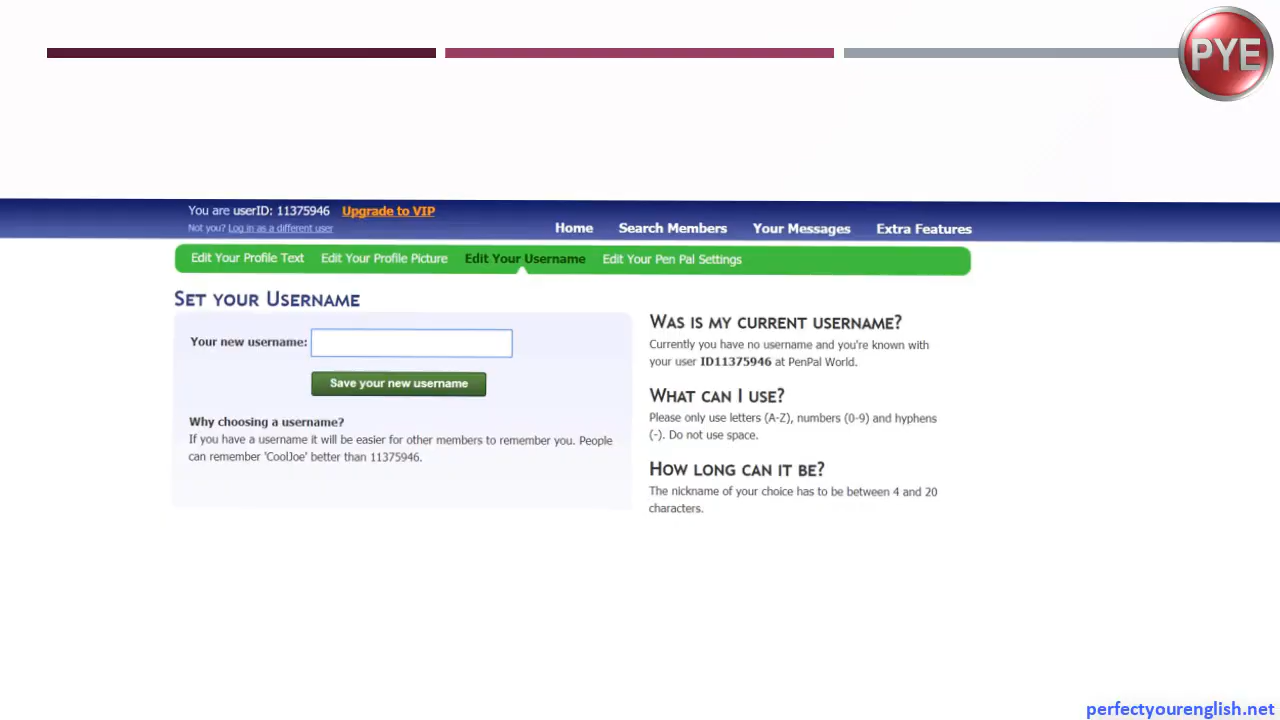 PYE
You are userID: 11375946 Upgrade to VIP
Not you? Log in as a different user
Home Search Members Your Messages Extra Features
Edit Your Profile Text Edit Your Profile Picture Edit Your Username Edit Your Pen Pal Settings
Set your Username
Your new username:
Save your new username
Why choosing a username?
If you have a username it will be easier for other members to remember you. People
can remember 'CoolJoe' better than 11375946.
Was is my current username?
Currently you have no username and you're known with
your user ID11375946 at PenPal World.
What can I use?
Please only use letters (A-Z), numbers (0-9) and hyphens
(-). Do not use space.
How long can it be?
The nickname of your choice has to be between 4 and 20
characters.
perfectyourenglish.net